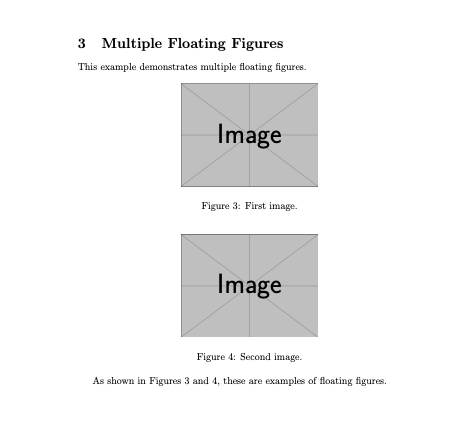 3 Multiple Floating Figures
This example demonstrates multiple floating figures.
Image
Figure 3: First image.
Image
Figure 4: Second image.
As shown in Figures 3 and 4, these are examples of floating figures.